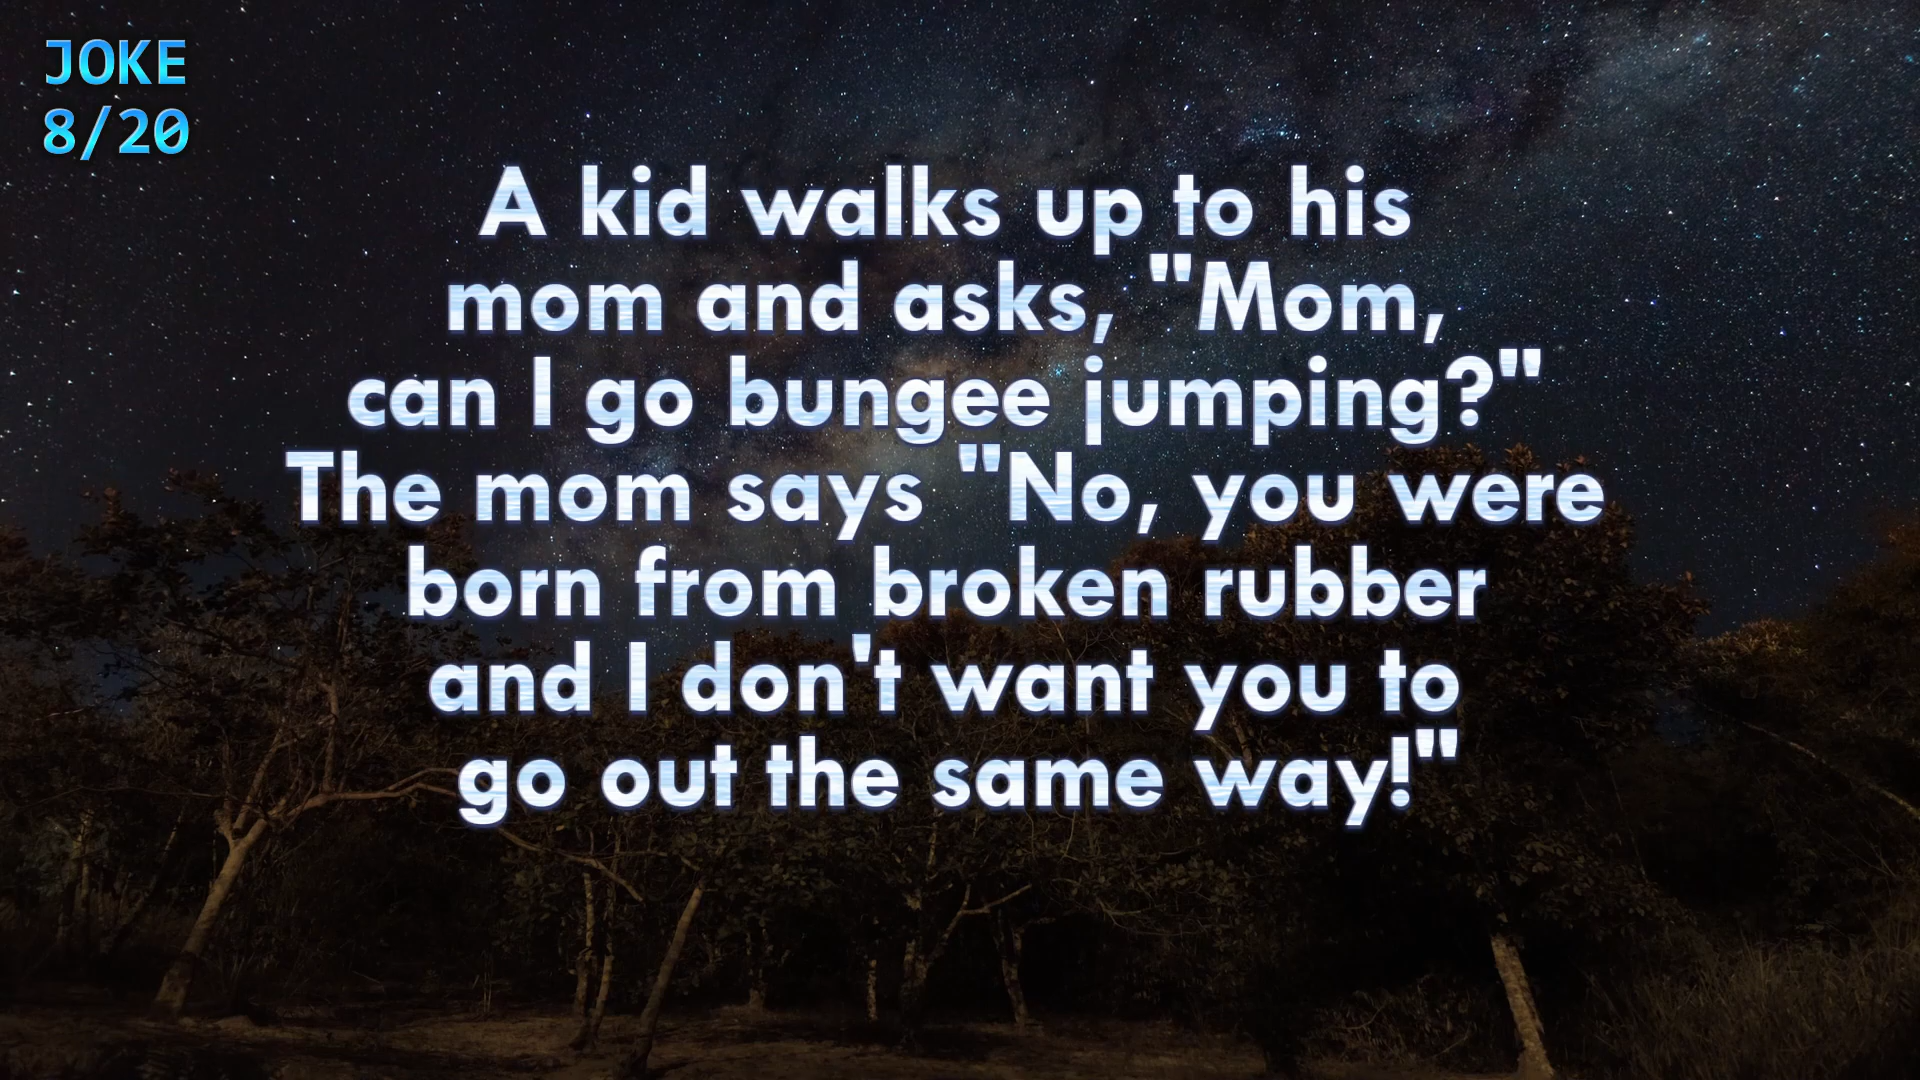 JOKE
8/20
A kid walks up to his
mom and asks, "Mom,
can I go bungee jumping?"
The mom says "No, you were
born from broken rubber
and I don't want you to
go out the same way!"